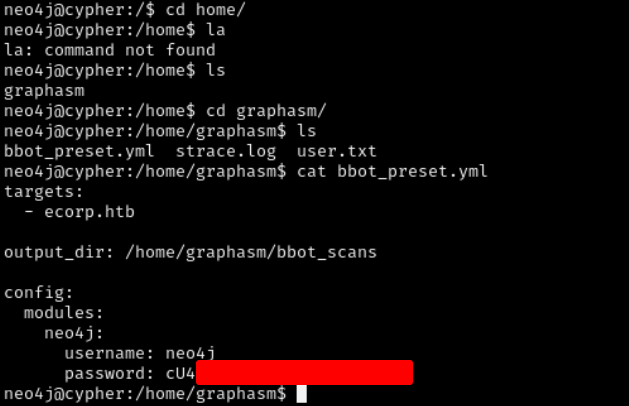 neo4j@cypher:/$ cd home/
neo4j@cypher:/home$ la
la: command not found
neo4j@cypher:/home$ ls
graphasm
neo4j@cypher:/home$ cd graphasm/
neo4j@cypher:/home/graphasm$ ls
bbot_preset.yml  strace.log  user.txt
neo4j@cypher:/home/graphasm$ cat bbot_preset.yml
targets:
  - ecorp.htb

output_dir: /home/graphasm/bbot_scans

config:
  modules:
    neo4j:
      username: neo4j
      password: cU4
neo4j@cypher:/home/graphasm$